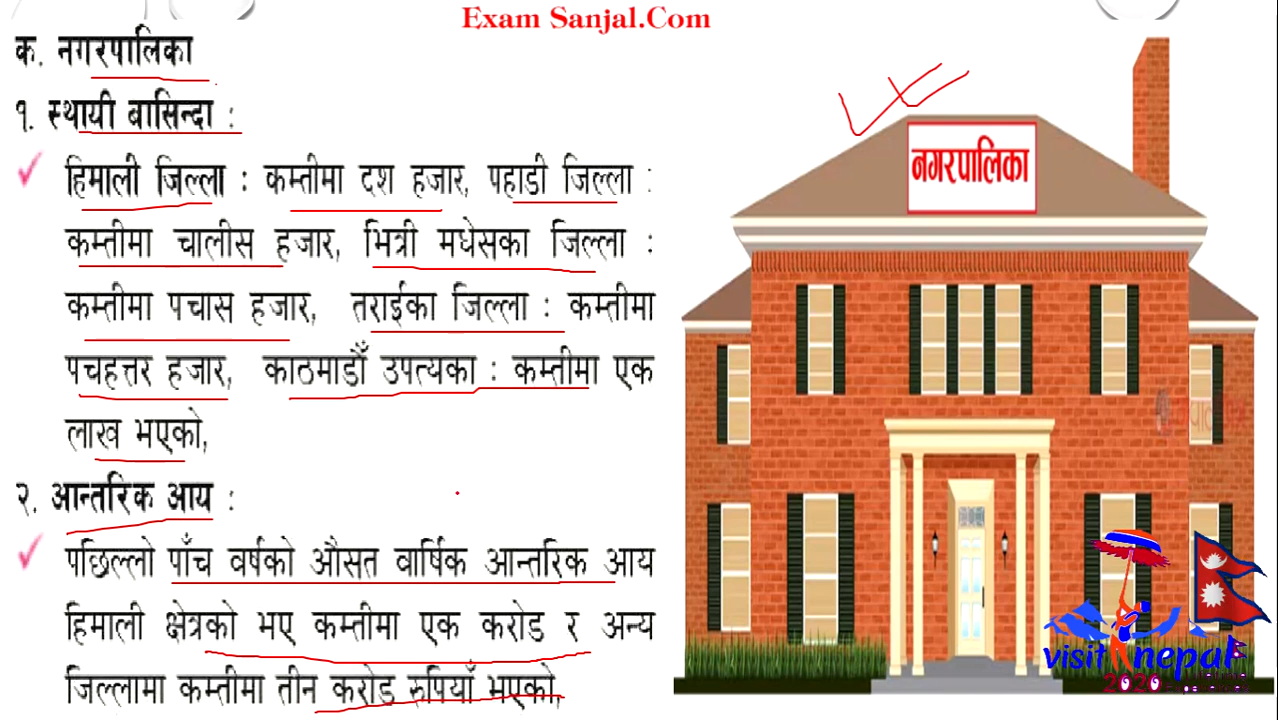 Exam Sanjal.Com
क. नगरपालिका
१. स्थायी बासिन्दा :
हिमाली जिल्ला : कम्तीमा दश हजार, पहाडी जिल्ला :
कम्तीमा चालीस हजार, भित्री मधेसका जिल्ला :
कम्तीमा पचास हजार, तराईका जिल्ला : कम्तीमा
पचहत्तर हजार, काठमाडौँ उपत्यका : कम्तीमा एक
लाख भएको,
२. आन्तरिक आय :
पछिल्लो पाँच वर्षको औसत वार्षिक आन्तरिक आय
हिमाली क्षेत्रको भए कम्तीमा एक करोड र अन्य
जिल्लामा कम्तीमा तीन करोड रुपियाँ भएको,
नगरपालिका
visit nepal
2020